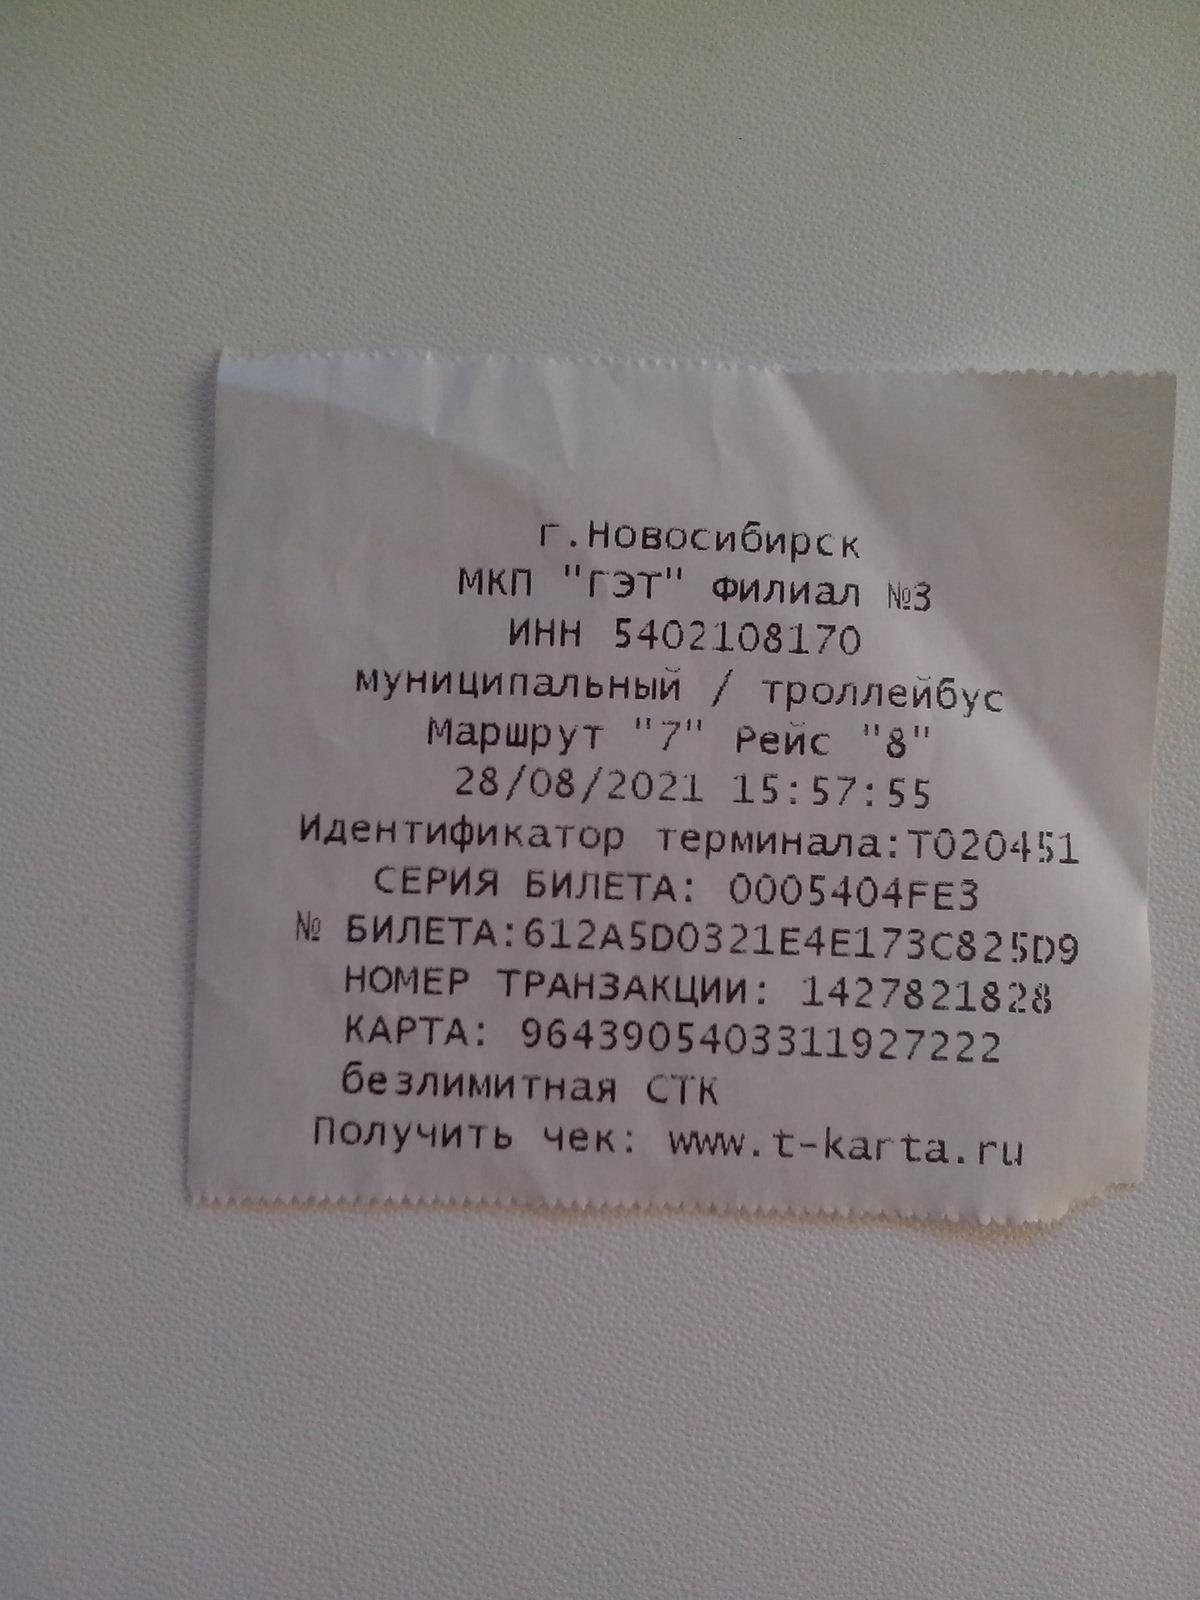 г.Новосибирск
МКП "ГЭТ" Филиал №3
ИНН 5402108170
муниципальный / троллейбус
Маршрут "7" Рейс "8"
28/08/2021 15:57:55
Идентификатор терминала:T020451
СЕРИЯ БИЛЕТА: 0005404FE3
№ БИЛЕТА:612A5D0321E4E173C825D9
НОМЕР ТРАНЗАКЦИИ: 1427821828
КАРТА: 9643905403311927222
безлимитная СТК
Получить чек: www.t-karta.ru